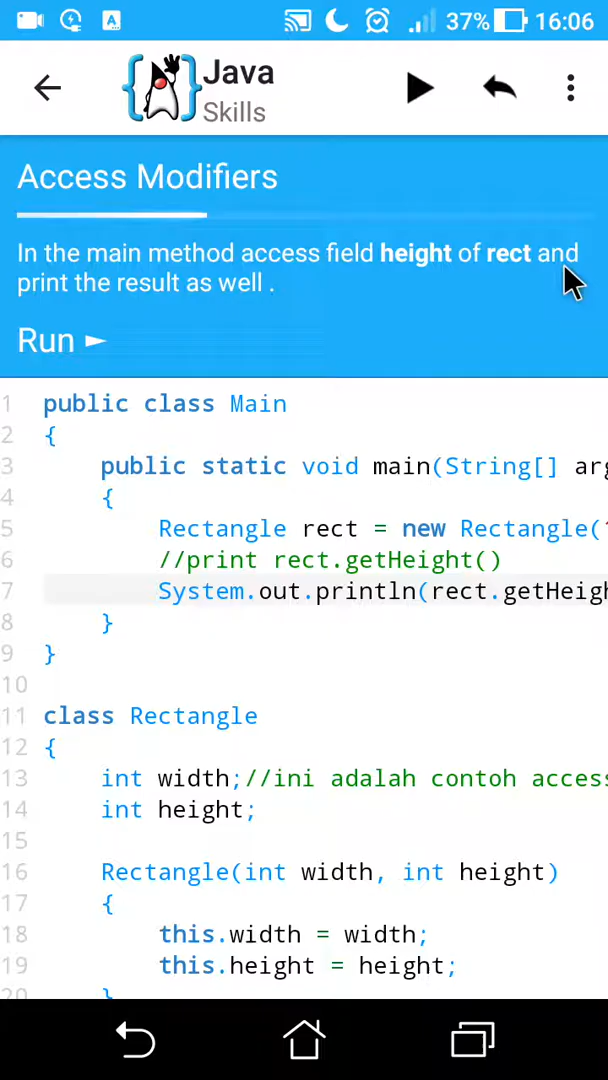 37% 16:06
A
Java
Skills
Access Modifiers
In the main method access field height of rect and
print the result as well .
Run ►
1 public class Main
2 {
3 public static void main(String[] arg
4 {
5 Rectangle rect = new Rectangle(
6 //print rect.getHeight()
7 System.out.println(rect.getHeigh
8 }
9 }
10
11 class Rectangle
12 {
13 int width;//ini adalah contoh access
14 int height;
15
16 Rectangle(int width, int height)
17 {
18 this.width = width;
19 this.height = height;
20 }